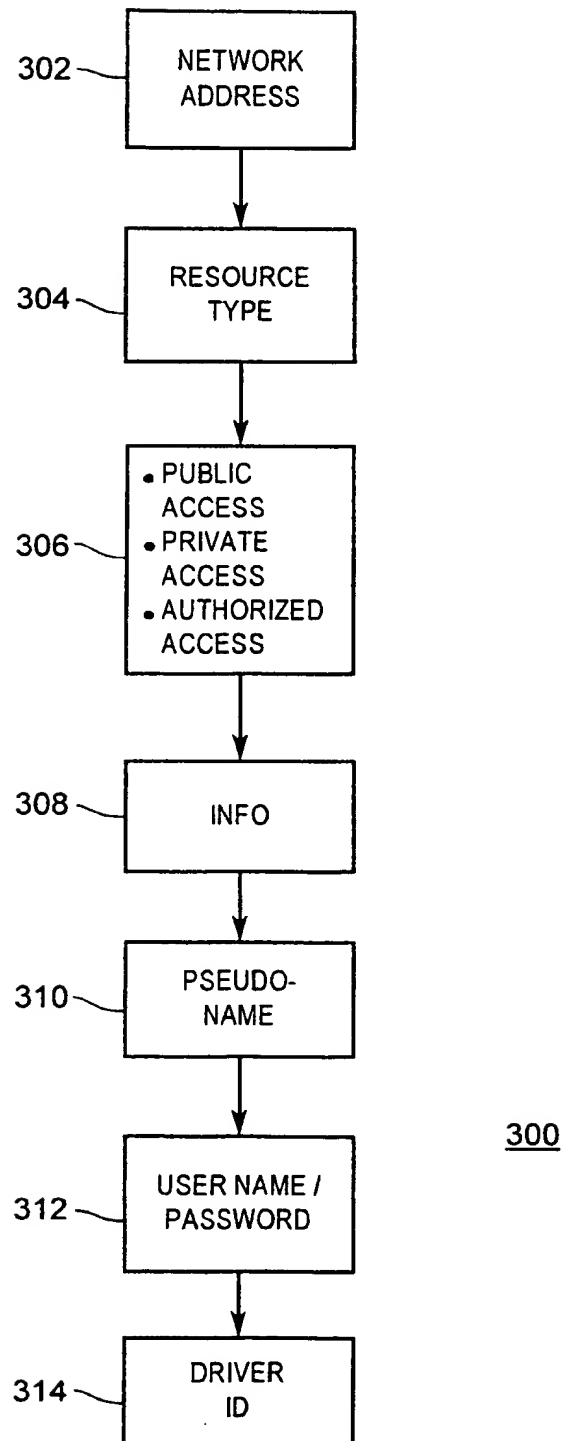 302
NETWORK
ADDRESS
304
RESOURCE
TYPE
306
• PUBLIC
ACCESS
• PRIVATE
ACCESS
• AUTHORIZED
ACCESS
308
INFO
310
PSEUDO-
NAME
300
312
USER NAME /
PASSWORD
314
DRIVER
ID